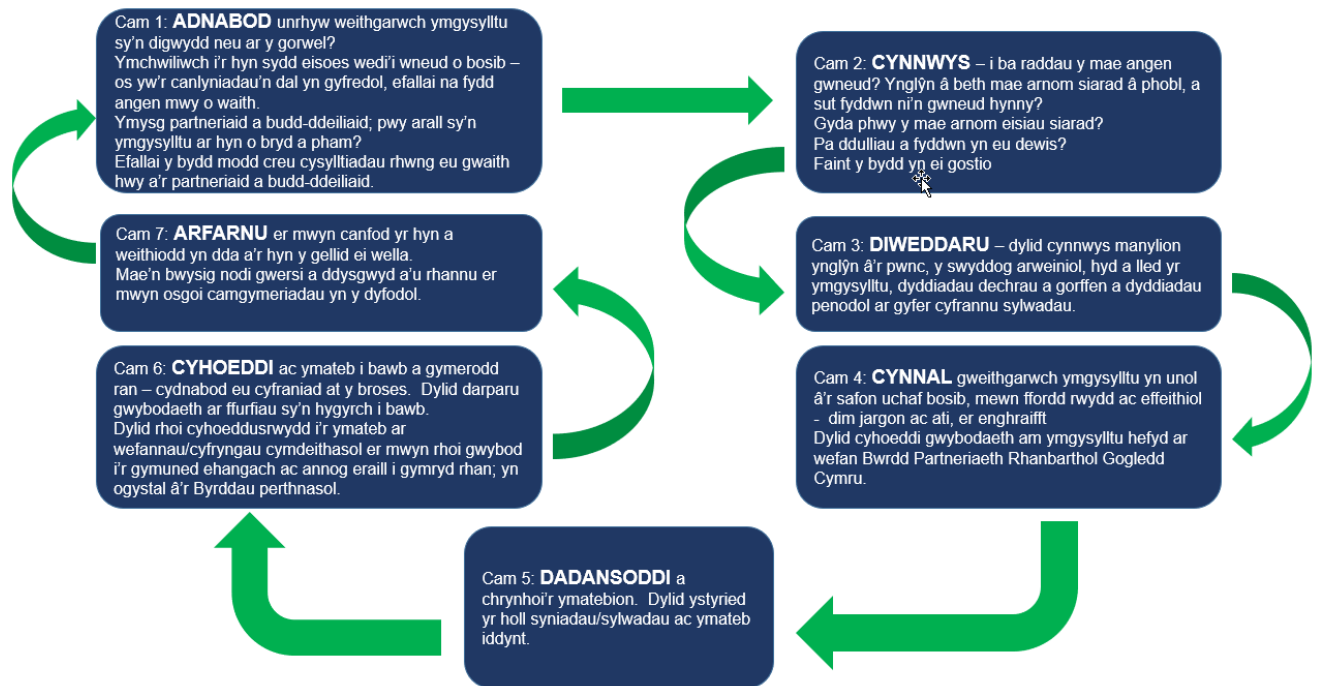 Cam 1: ADNABOD unrhyw weithgarwch ymgysylltu
sy’n digwydd neu ar y gorwel?
Ymchwiliwch i’r hyn sydd eisoes wedi’i wneud o bosib –
os yw’r canlyniadau’n dal yn gyfredol, efallai na fydd
angen mwy o waith.
Ymysg partneriaid a budd-ddeiliaid; pwy arall sy’n
ymgysylltu ar hyn o bryd a pham?
Efallai y bydd modd creu cysylltiadau rhwng eu gwaith
hwy a’r partneriaid a budd-ddeiliaid.
Cam 2: CYNNWYS – i ba raddau y mae angen
gwneud? Ynglŷn â beth mae arnom siarad â phobl, a
sut fyddwn ni’n gwneud hynny?
Gyda phwy y mae arnom eisiau siarad?
Pa ddulliau a fyddwn yn eu dewis?
Faint y bydd yn ei gostio
Cam 3: DIWEDDARU – dylid cynnwys manylion
ynglŷn â’r pwnc, y swyddog arweiniol, hyd a lled yr
ymgysylltu, dyddiadau dechrau a gorffen a dyddiadau
penodol ar gyfer cyfrannu sylwadau.
Cam 4: CYNNAL gweithgarwch ymgysylltu yn unol
â’r safon uchaf bosib, mewn ffordd rwydd ac effeithiol
- dim jargon ac ati, er enghraifft
Dylid cyhoeddi gwybodaeth am ymgysylltu hefyd ar
wefan Bwrdd Partneriaeth Rhanbarthol Gogledd
Cymru.
Cam 5: DADANSODDI a
chrynhoi’r ymatebion. Dylid ystyried
yr holl syniadau/sylwadau ac ymateb
iddynt.
Cam 6: CYHOEDDI ac ymateb i bawb a gymerodd
ran – cydnabod eu cyfraniad at y broses. Dylid darparu
gwybodaeth ar ffurfiau sy’n hygyrch i bawb.
Dylid rhoi cyhoeddusrwydd i’r ymateb ar
wefannau/cyfryngau cymdeithasol er mwyn rhoi gwybod
i’r gymuned ehangach ac annog eraill i gymryd rhan; yn
ogystal â’r Byrddau perthnasol.
Cam 7: ARFARNU er mwyn canfod yr hyn a
weithiodd yn dda a’r hyn y gellid ei wella.
Mae’n bwysig nodi gwersi a ddysgwyd a’u rhannu er
mwyn osgoi camgymeriadau yn y dyfodol.